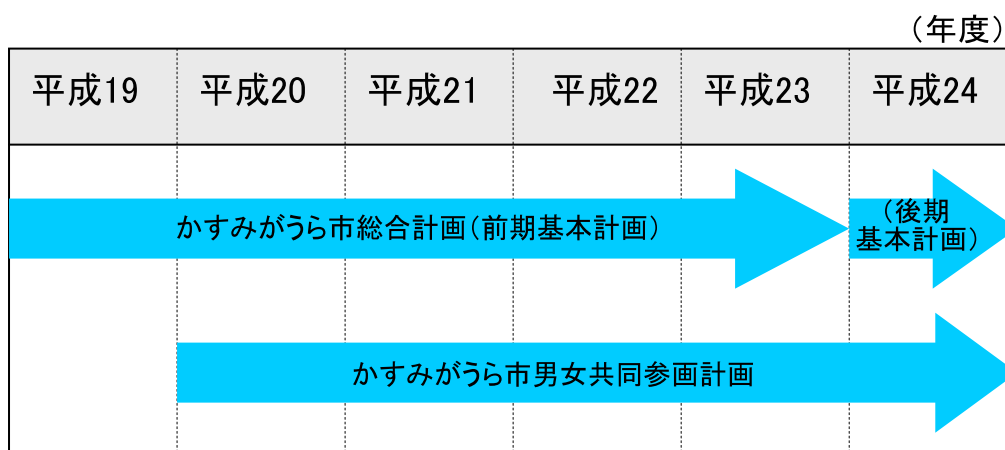 （年度）
平成19 平成20 平成21 平成22 平成23 平成24
かすみがうら市総合計画（前期基本計画）
（後期
基本計画）
かすみがうら市男女共同参画計画